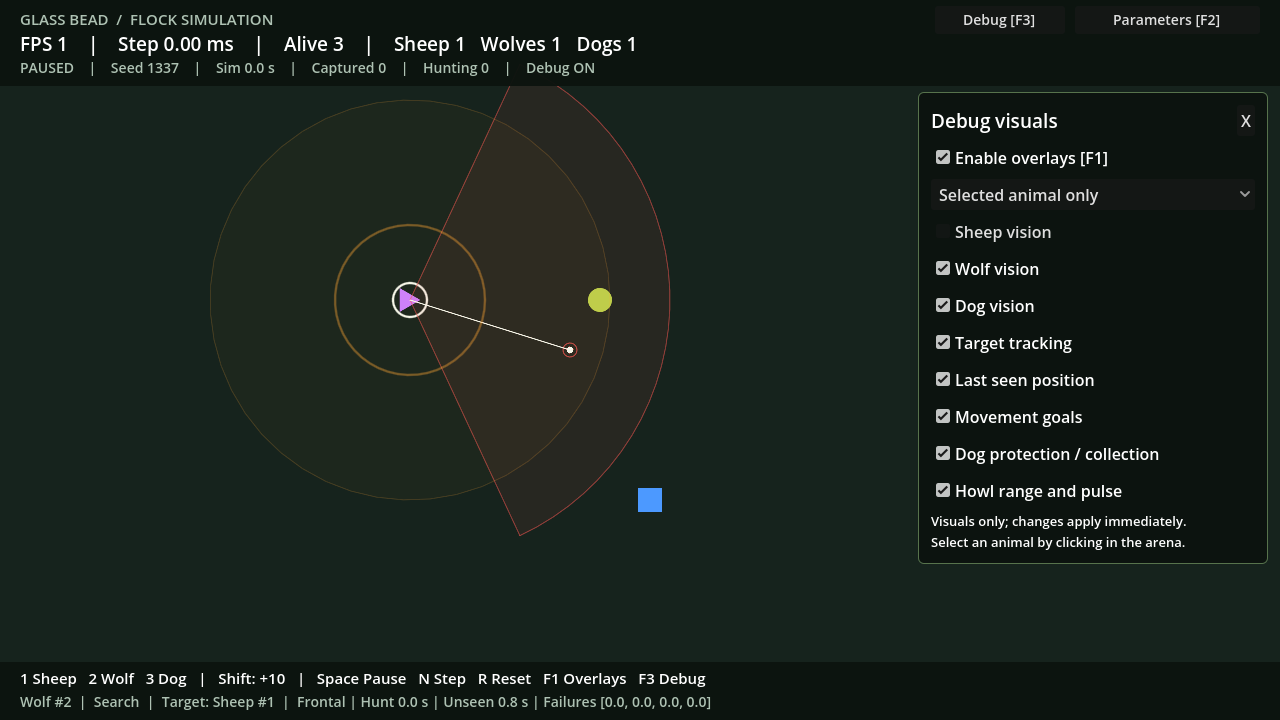 GLASS BEAD / FLOCK SIMULATION
FPS 1 | Step 0.00 ms | Alive 3 | Sheep 1 Wolves 1 Dogs 1
PAUSED | Seed 1337 | Sim 0.0 s | Captured 0 | Hunting 0 | Debug ON
Debug [F3]
Parameters [F2]
Debug visuals
X
Enable overlays [F1]
Selected animal only
Sheep vision
Wolf vision
Dog vision
Target tracking
Last seen position
Movement goals
Dog protection / collection
Howl range and pulse
Visuals only; changes apply immediately.
Select an animal by clicking in the arena.
1 Sheep 2 Wolf 3 Dog | Shift: +10 | Space Pause N Step R Reset F1 Overlays F3 Debug
Wolf #2 | Search | Target: Sheep #1 | Frontal | Hunt 0.0 s | Unseen 0.8 s | Failures [0.0, 0.0, 0.0, 0.0]